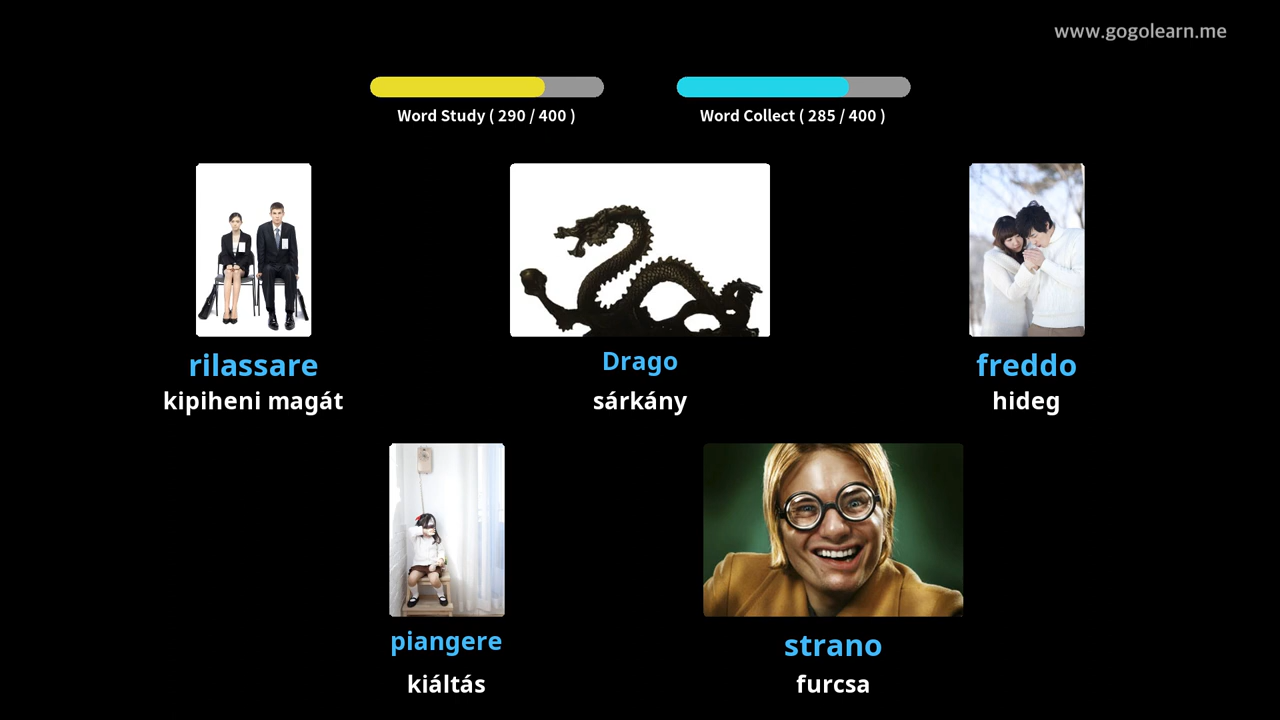 www.gogolearn.me
Word Study ( 290 / 400 )
Word Collect ( 285 / 400 )
rilassare
kipiheni magát
Drago
sárkány
freddo
hideg
piangere
kiáltás
strano
furcsa